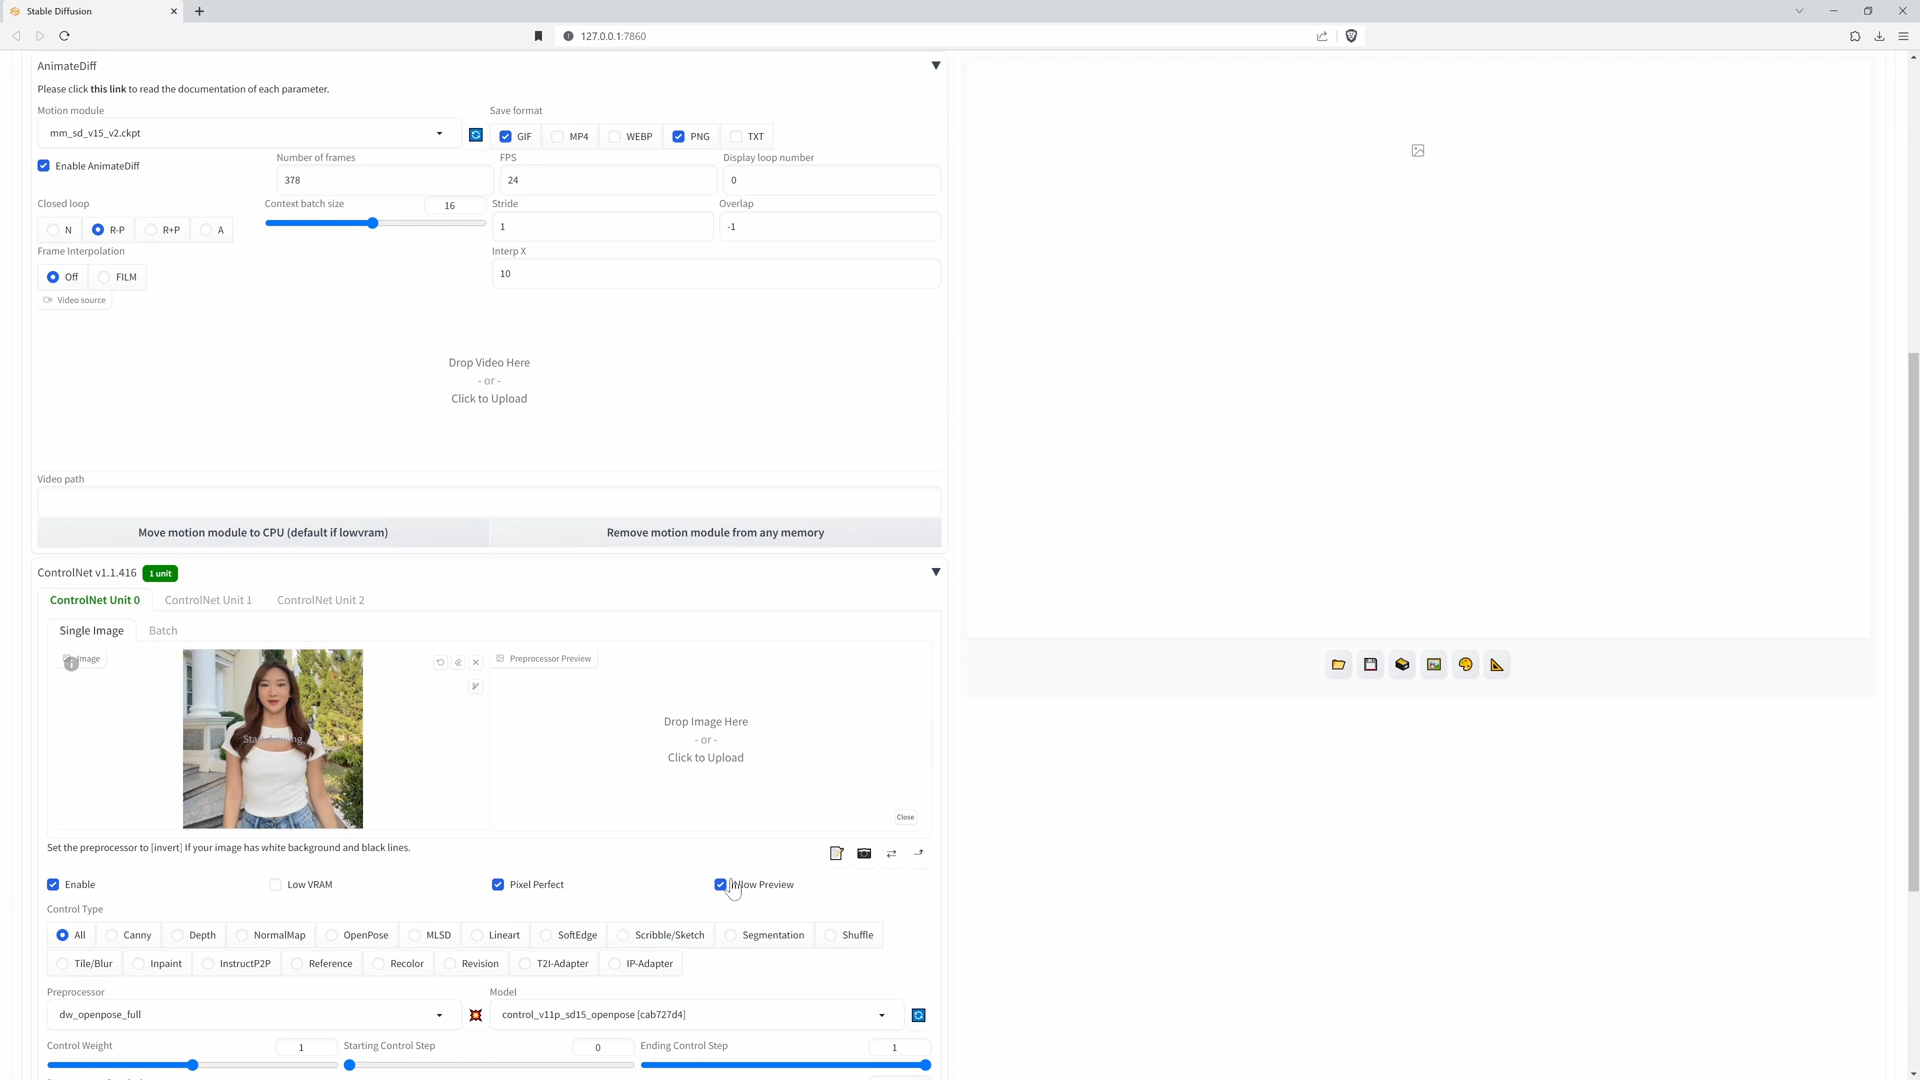 Stable Diffusion
127.0.0.1:7860
AnimateDiff
Please click this link to read the documentation of each parameter.
Motion module
Save format
mm_sd_v15_v2.ckpt
GIF
MP4
WEBP
PNG
TXT
Enable AnimateDiff
Number of frames
FPS
Display loop number
378
24
0
Closed loop
Context batch size
16
Stride
Overlap
N
R-P
R+P
A
1
-1
Frame Interpolation
Interp X
Off
FILM
10
Video source
Drop Video Here
- or -
Click to Upload
Video path
Move motion module to CPU (default if lowvram)
Remove motion module from any memory
ControlNet v1.1.416
1 unit
ControlNet Unit 0
ControlNet Unit 1
ControlNet Unit 2
Single Image
Batch
Image
Preprocessor Preview
Drop Image Here
- or -
Click to Upload
Close
Set the preprocessor to [invert] If your image has white background and black lines.
Enable
Low VRAM
Pixel Perfect
Preview
Control Type
All
Canny
Depth
NormalMap
OpenPose
MLSD
Lineart
SoftEdge
Scribble/Sketch
Segmentation
Shuffle
Tile/Blur
Inpaint
InstructP2P
Reference
Recolor
Revision
T2I-Adapter
IP-Adapter
Preprocessor
Model
dw_openpose_full
control_v11p_sd15_openpose [cab727d4]
Control Weight
1
Starting Control Step
0
Ending Control Step
1